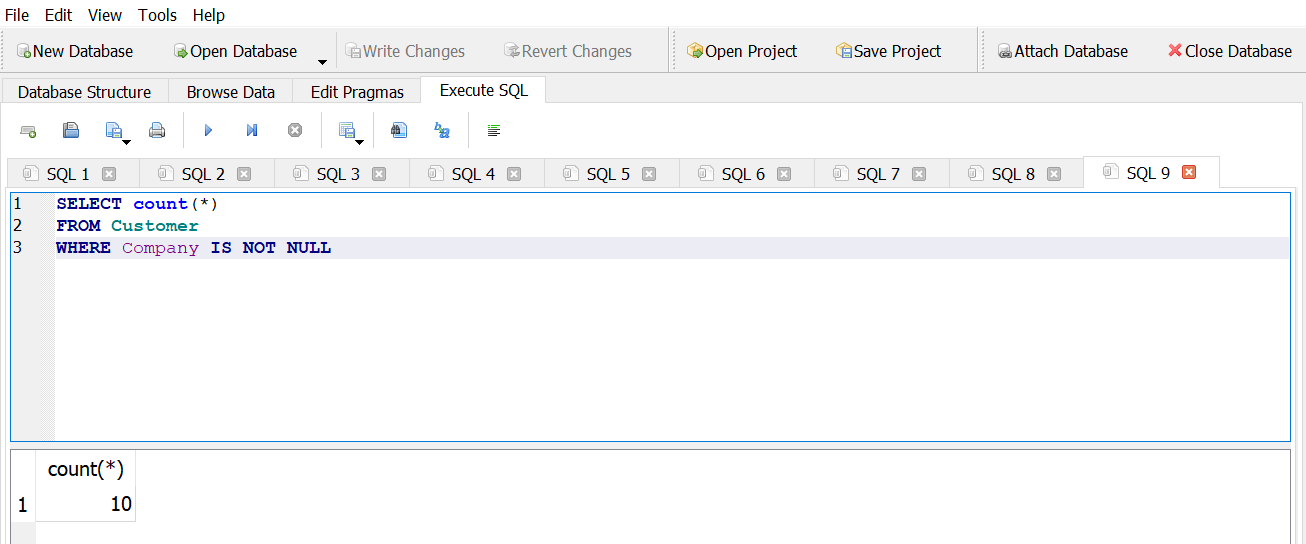 File Edit View Tools Help
New Database Open Database Write Changes Revert Changes Open Project Save Project Attach Database Close Database
Database Structure Browse Data Edit Pragmas Execute SQL
SQL 1 SQL 2 SQL 3 SQL 4 SQL 5 SQL 6 SQL 7 SQL 8 SQL 9
1 SELECT count(*)
2 FROM Customer
3 WHERE Company IS NOT NULL
count(*)
1 10